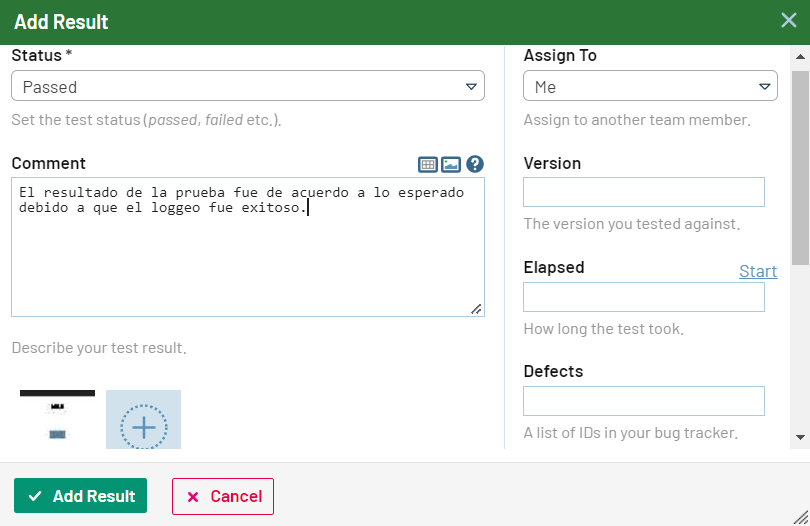 Add Result
Status *
Passed
Set the test status (passed, failed etc.).
Comment
El resultado de la prueba fue de acuerdo a lo esperado
debido a que el loggeo fue exitoso.
Describe your test result.
Assign To
Me
Assign to another team member.
Version
The version you tested against.
Elapsed
Start
How long the test took.
Defects
A list of IDs in your bug tracker.
Add Result
Cancel